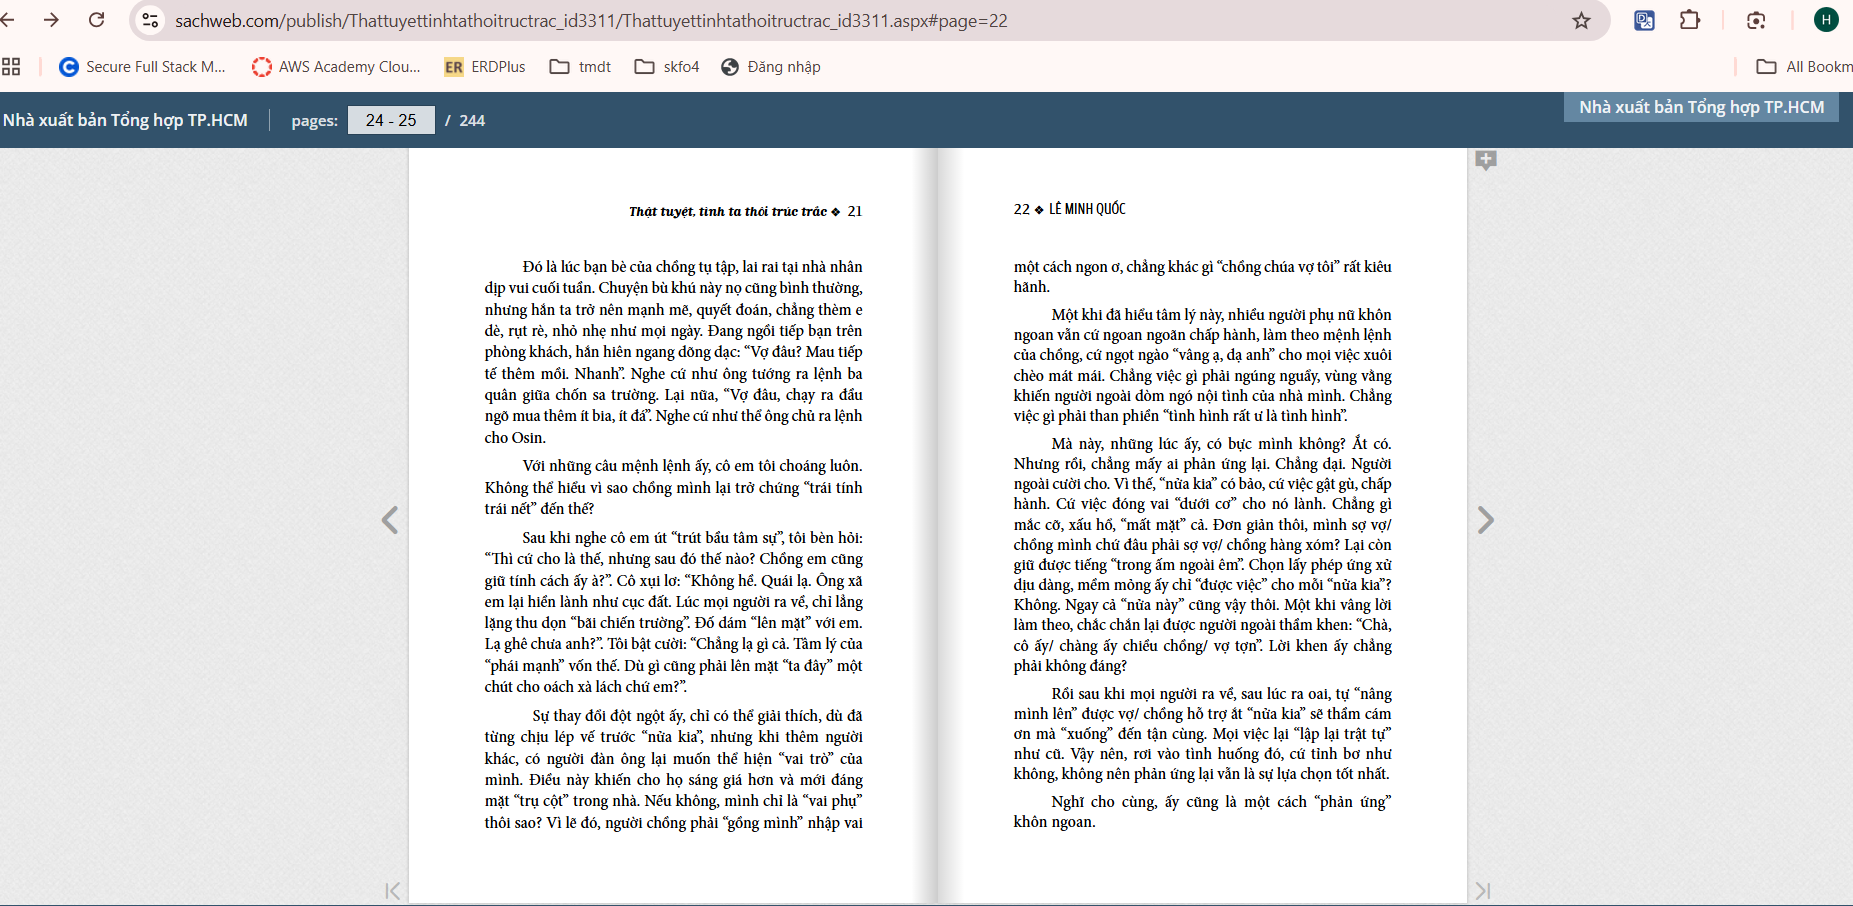 sachweb.com/publish/Thattuyettinhtathoitructrac_id3311/Thattuyettinhtathoitructrac_id3311.aspx#page=22
H
Secure Full Stack M...
AWS Academy Clou...
ER ERDPlus
tmdt
skfo4
Đăng nhập
All Bookm
Nhà xuất bản Tổng hợp TP.HCM
pages: 24 - 25 / 244
Nhà xuất bản Tổng hợp TP.HCM
Thật tuyệt, tình ta thôi trúc trắc ❖ 21
Đó là lúc bạn bè của chồng tụ tập, lai rai tại nhà nhân
dịp vui cuối tuần. Chuyện bù khú này nọ cũng bình thường,
nhưng hắn ta trở nên mạnh mẽ, quyết đoán, chẳng thèm e
dè, rụt rè, nhỏ nhẹ như mọi ngày. Đang ngồi tiếp bạn trên
phòng khách, hắn hiên ngang dõng dạc: “Vợ đâu? Mau tiếp
tế thêm mồi. Nhanh”. Nghe cứ như ông tướng ra lệnh ba
quân giữa chốn sa trường. Lại nữa, “Vợ đâu, chạy ra đầu
ngõ mua thêm ít bia, ít đá”. Nghe cứ như thể ông chủ ra lệnh
cho Osin.
Với những câu mệnh lệnh ấy, cô em tôi choáng luôn.
Không thể hiểu vì sao chồng mình lại trở chứng “trái tính
trái nết” đến thế?
Sau khi nghe cô em út “trút bầu tâm sự”, tôi bèn hỏi:
“Thì cứ cho là thế, nhưng sau đó thế nào? Chồng em cũng
giữ tính cách ấy à?”. Cô xụi lơ: “Không hề. Quái lạ. Ông xã
em lại hiền lành như cục đất. Lúc mọi người ra về, chỉ lẳng
lặng thu dọn “bãi chiến trường”. Đố dám “lên mặt” với em.
Lạ ghê chưa anh?”. Tôi bật cười: “Chẳng lạ gì cả. Tâm lý của
“phái mạnh” vốn thế. Dù gì cũng phải lên mặt “ta đây” một
chút cho oách xà lách chứ em?”.
Sự thay đổi đột ngột ấy, chỉ có thể giải thích, dù đã
từng chịu lép vế trước “nửa kia”, nhưng khi thêm người
khác, có người đàn ông lại muốn thể hiện “vai trò” của
mình. Điều này khiến cho họ sáng giá hơn và mới đáng
mặt “trụ cột” trong nhà. Nếu không, mình chỉ là “vai phụ”
thôi sao? Vì lẽ đó, người chồng phải “gồng mình” nhập vai
22 ❖ LÊ MINH QUỐC
một cách ngon ơ, chẳng khác gì “chồng chúa vợ tôi” rất kiêu
hãnh.
Một khi đã hiểu tâm lý này, nhiều người phụ nữ khôn
ngoan vẫn cứ ngoan ngoãn chấp hành, làm theo mệnh lệnh
của chồng, cứ ngọt ngào “vâng ạ, dạ anh” cho mọi việc xuôi
chèo mát mái. Chẳng việc gì phải ngúng nguẩy, vùng vằng
khiến người ngoài dòm ngó nội tình của nhà mình. Chẳng
việc gì phải than phiền “tình hình rất ư là tình hình”.
Mà này, những lúc ấy, có bực mình không? Ắt có.
Nhưng rồi, chẳng mấy ai phản ứng lại. Chẳng dại. Người
ngoài cười cho. Vì thế, “nửa kia” có bảo, cứ việc gật gù, chấp
hành. Cứ việc đóng vai “dưới cơ” cho nó lành. Chẳng gì
mắc cỡ, xấu hổ, “mất mặt” cả. Đơn giản thôi, mình sợ vợ/
chồng mình chứ đâu phải sợ vợ/ chồng hàng xóm? Lại còn
giữ được tiếng “trong ấm ngoài êm”. Chọn lấy phép ứng xử
dịu dàng, mềm mỏng ấy chỉ “được việc” cho mỗi “nửa kia”?
Không. Ngay cả “nửa này” cũng vậy thôi. Một khi vâng lời
làm theo, chắc chắn lại được người ngoài thầm khen: “Chà,
cô ấy/ chàng ấy chiều chồng/ vợ tợn”. Lời khen ấy chẳng
phải không đáng?
Rồi sau khi mọi người ra về, sau lúc ra oai, tự “nâng
mình lên” được vợ/ chồng hỗ trợ ắt “nửa kia” sẽ thầm cám
ơn mà “xuống” đến tận cùng. Mọi việc lại “lập lại trật tự”
như cũ. Vậy nên, rơi vào tình huống đó, cứ tỉnh bơ như
không, không nên phản ứng lại vẫn là sự lựa chọn tốt nhất.
Nghĩ cho cùng, ấy cũng là một cách “phản ứng”
khôn ngoan.